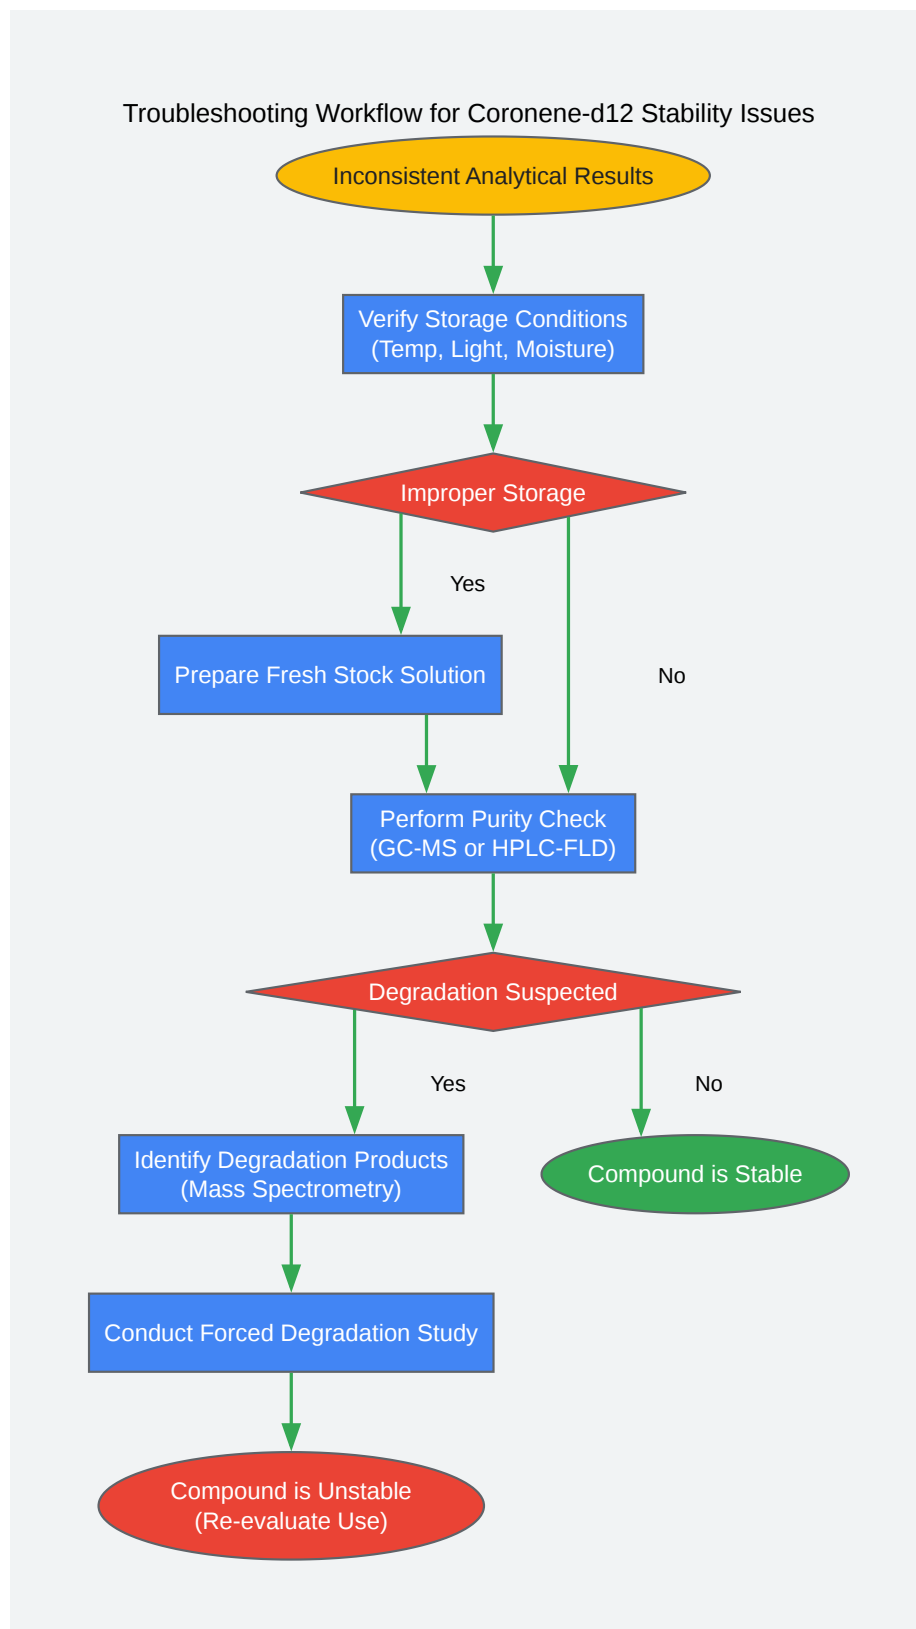 Troubleshooting Workflow for Coronene-d12 Stability Issues
Inconsistent Analytical Results
Verify Storage Conditions
(Temp, Light, Moisture)
Improper Storage
Yes
Prepare Fresh Stock Solution
No
Perform Purity Check
(GC-MS or HPLC-FLD)
Degradation Suspected
Yes
No
Identify Degradation Products
(Mass Spectrometry)
Compound is Stable
Conduct Forced Degradation Study
Compound is Unstable
(Re-evaluate Use)